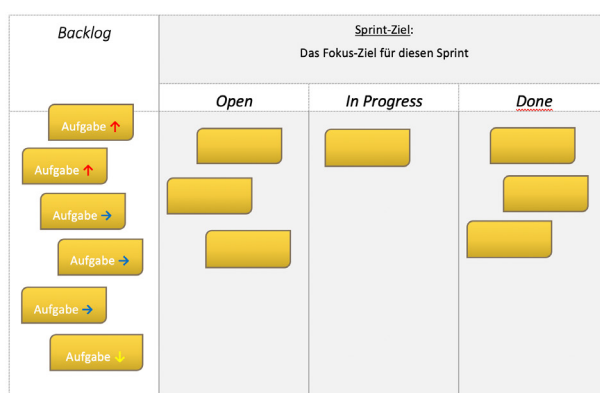 Backlog
Sprint-Ziel:
Das Fokus-Ziel für diesen Sprint
Open
In Progress
Done
Aufgabe ↑
Aufgabe ↑
Aufgabe →
Aufgabe →
Aufgabe →
Aufgabe ↓